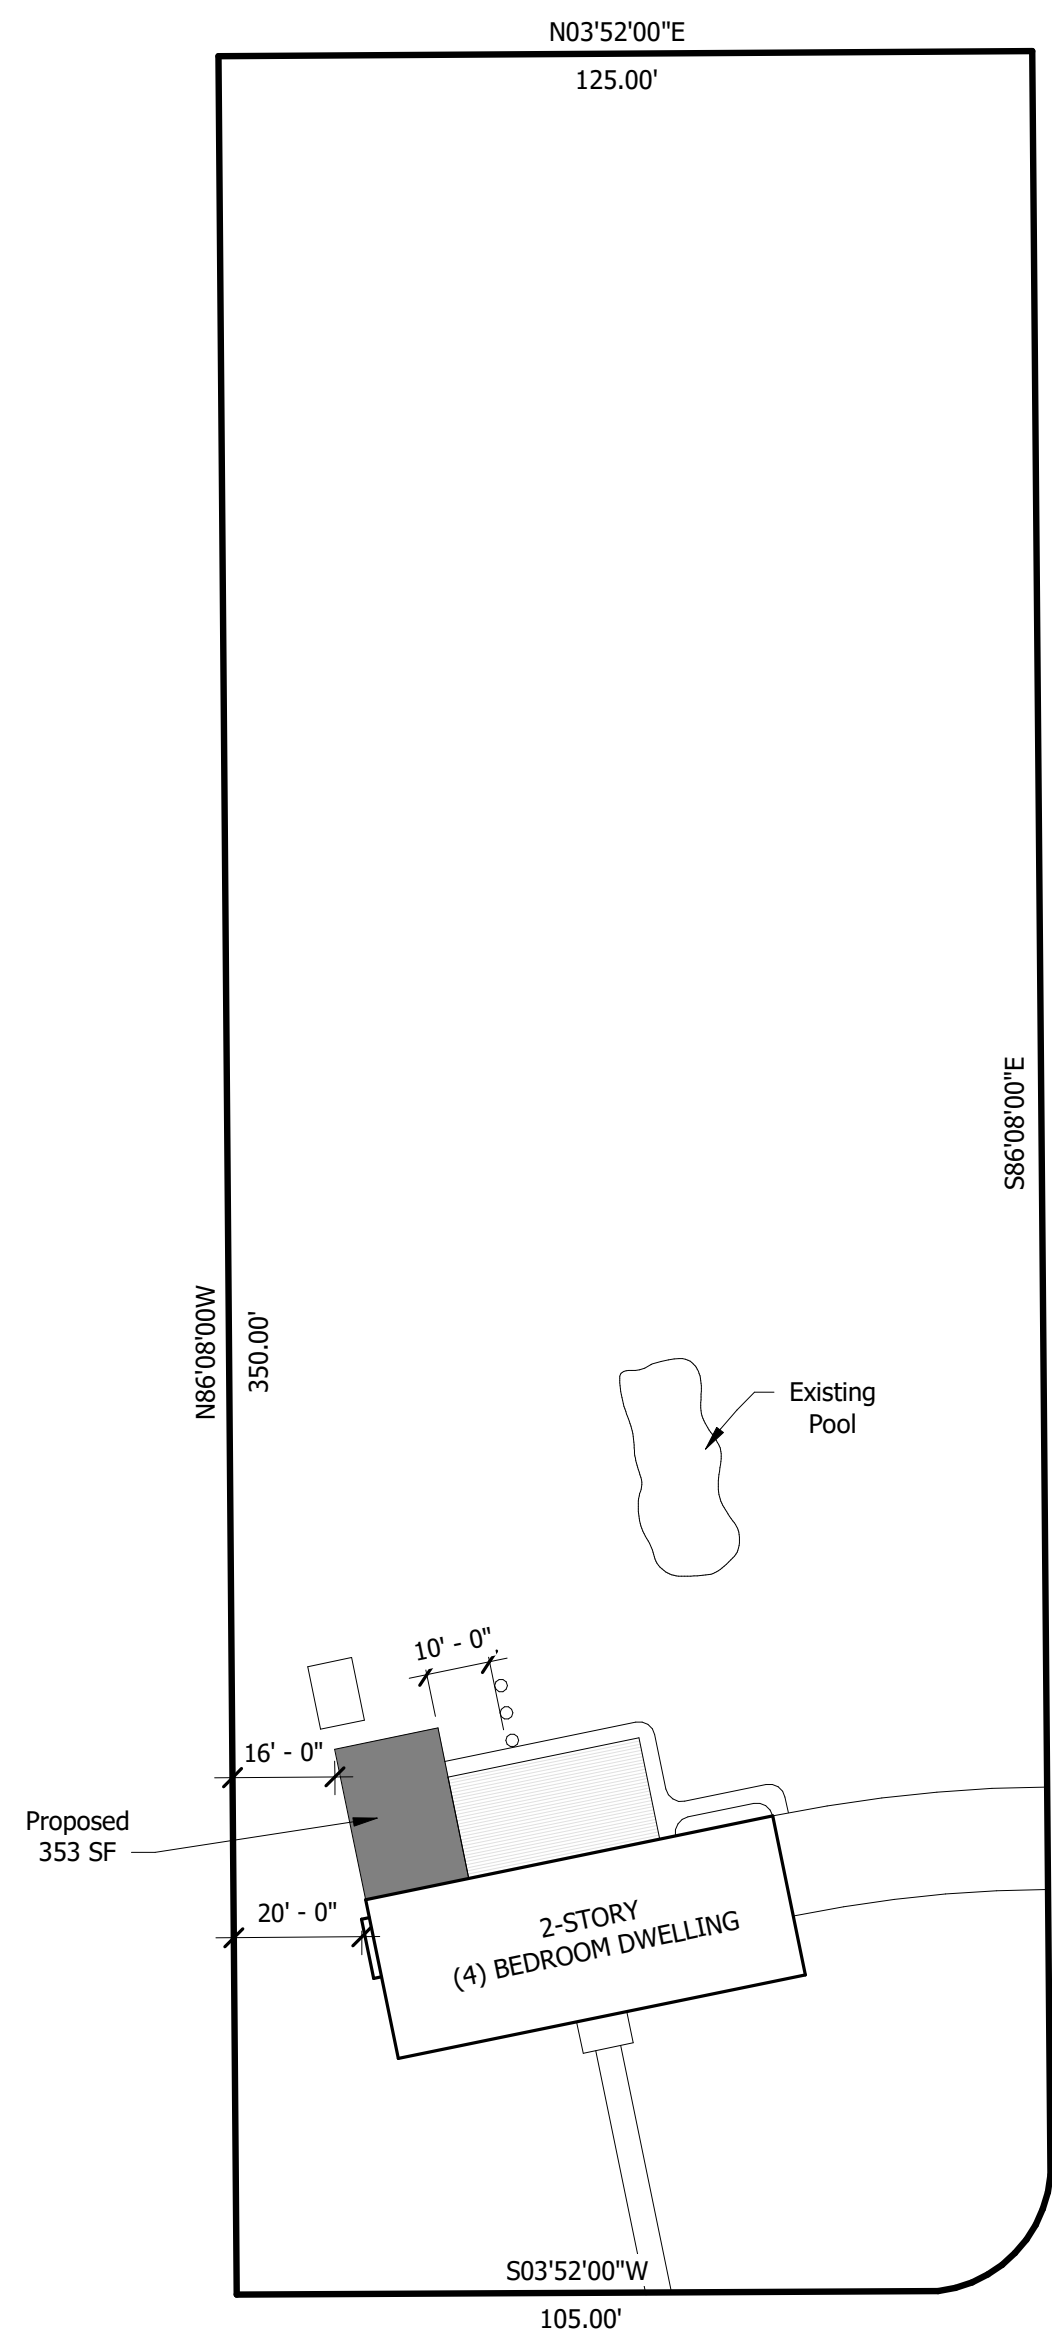 N03'52'00"E
125.00'
S86'08'00"E
N86'08'00W
350.00'
Existing
Pool
10' - 0"
16' - 0"
Proposed
353 SF
20' - 0"
2-STORY
(4) BEDROOM DWELLING
S03'52'00"W
105.00'